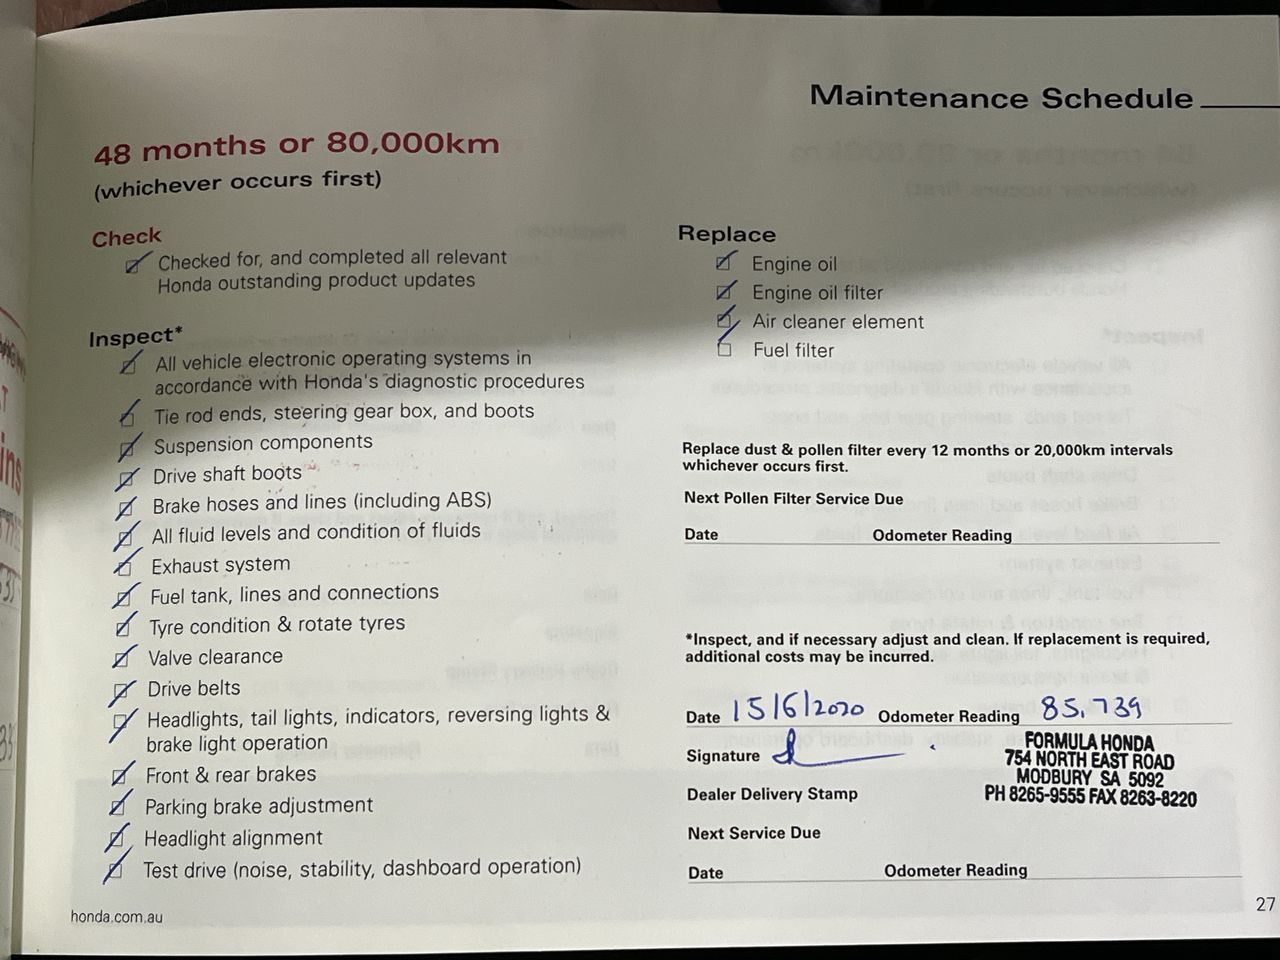 Maintenance Schedule
48 months or 80,000km
(whichever occurs first)
Check
Checked for, and completed all relevant
Honda outstanding product updates
Inspect*
All vehicle electronic operating systems in
accordance with Honda's diagnostic procedures
Tie rod ends, steering gear box, and boots
Suspension components
Drive shaft boots
Brake hoses and lines (including ABS)
All fluid levels and condition of fluids
Exhaust system
Fuel tank, lines and connections
Tyre condition & rotate tyres
Valve clearance
Drive belts
Headlights, tail lights, indicators, reversing lights &
brake light operation
Front & rear brakes
Parking brake adjustment
Headlight alignment
Test drive (noise, stability, dashboard operation)
honda.com.au
Replace
Engine oil
Engine oil filter
Air cleaner element
Fuel filter
Replace dust & pollen filter every 12 months or 20,000km intervals
whichever occurs first.
Next Pollen Filter Service Due
Date Odometer Reading
*Inspect, and if necessary adjust and clean. If replacement is required,
additional costs may be incurred.
Date 15/6/2020 Odometer Reading 85,739
Signature
FORMULA HONDA
754 NORTH EAST ROAD
MODBURY SA 5092
PH 8265-9555 FAX 8263-8220
Dealer Delivery Stamp
Next Service Due
Date Odometer Reading
27